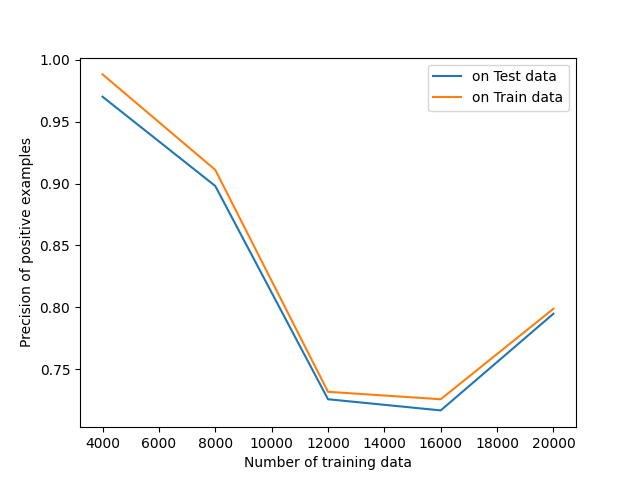 on Test data
on Train data
1.00
0.95
0.90
0.85
0.80
0.75
Precision of positive examples
4000 6000 8000 10000 12000 14000 16000 18000 20000
Number of training data